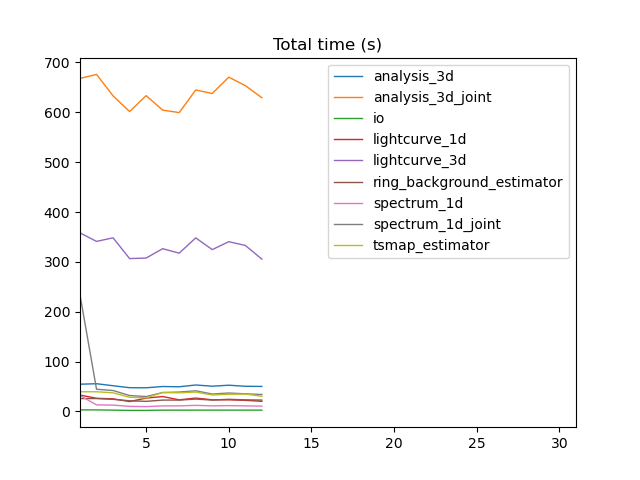 Total time (s)
700
600
500
400
300
200
100
0
analysis_3d
analysis_3d_joint
io
lightcurve_1d
lightcurve_3d
ring_background_estimator
spectrum_1d
spectrum_1d_joint
tsmap_estimator
5 10 15 20 25 30